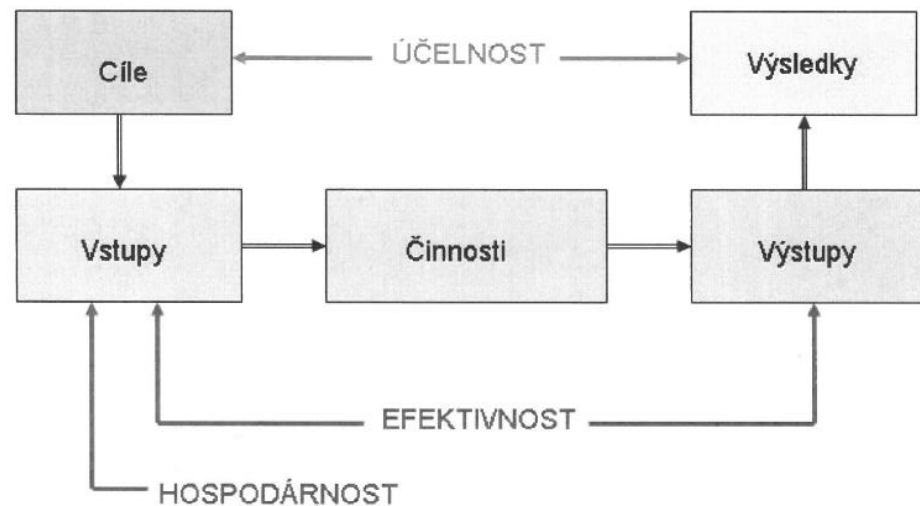 Cíle
ÚČELNOST
Výsledky
Vstupy
Činnosti
Výstupy
EFEKTIVNOST
HOSPODÁRNOST